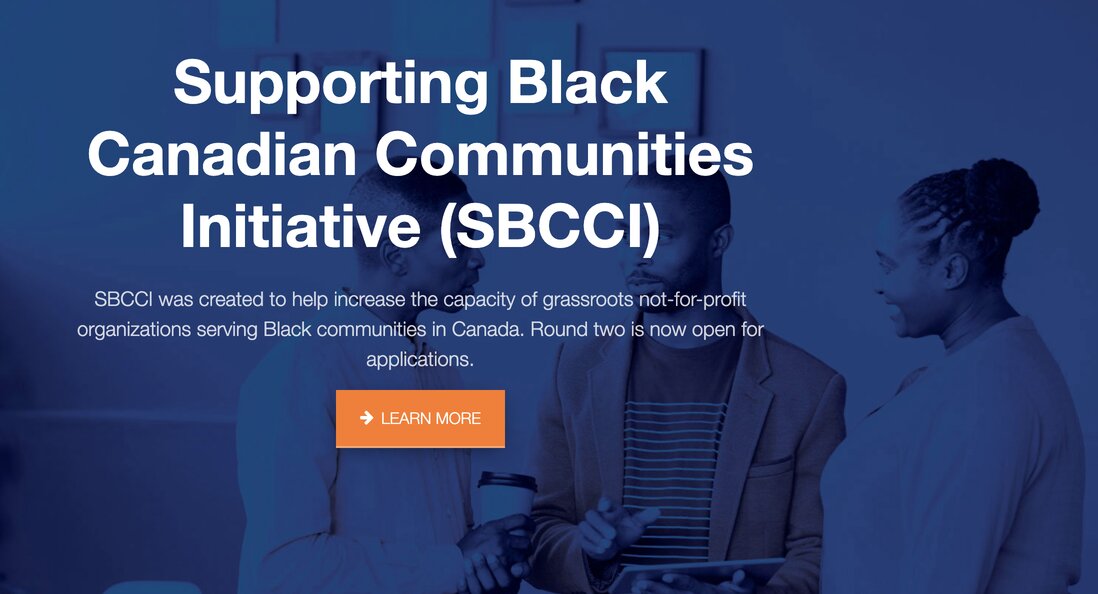 Supporting Black
Canadian Communities
Initiative (SBCCI)
SBCCI was created to help increase the capacity of grassroots not-for-profit
organizations serving Black communities in Canada. Round two is now open for
applications.
LEARN MORE